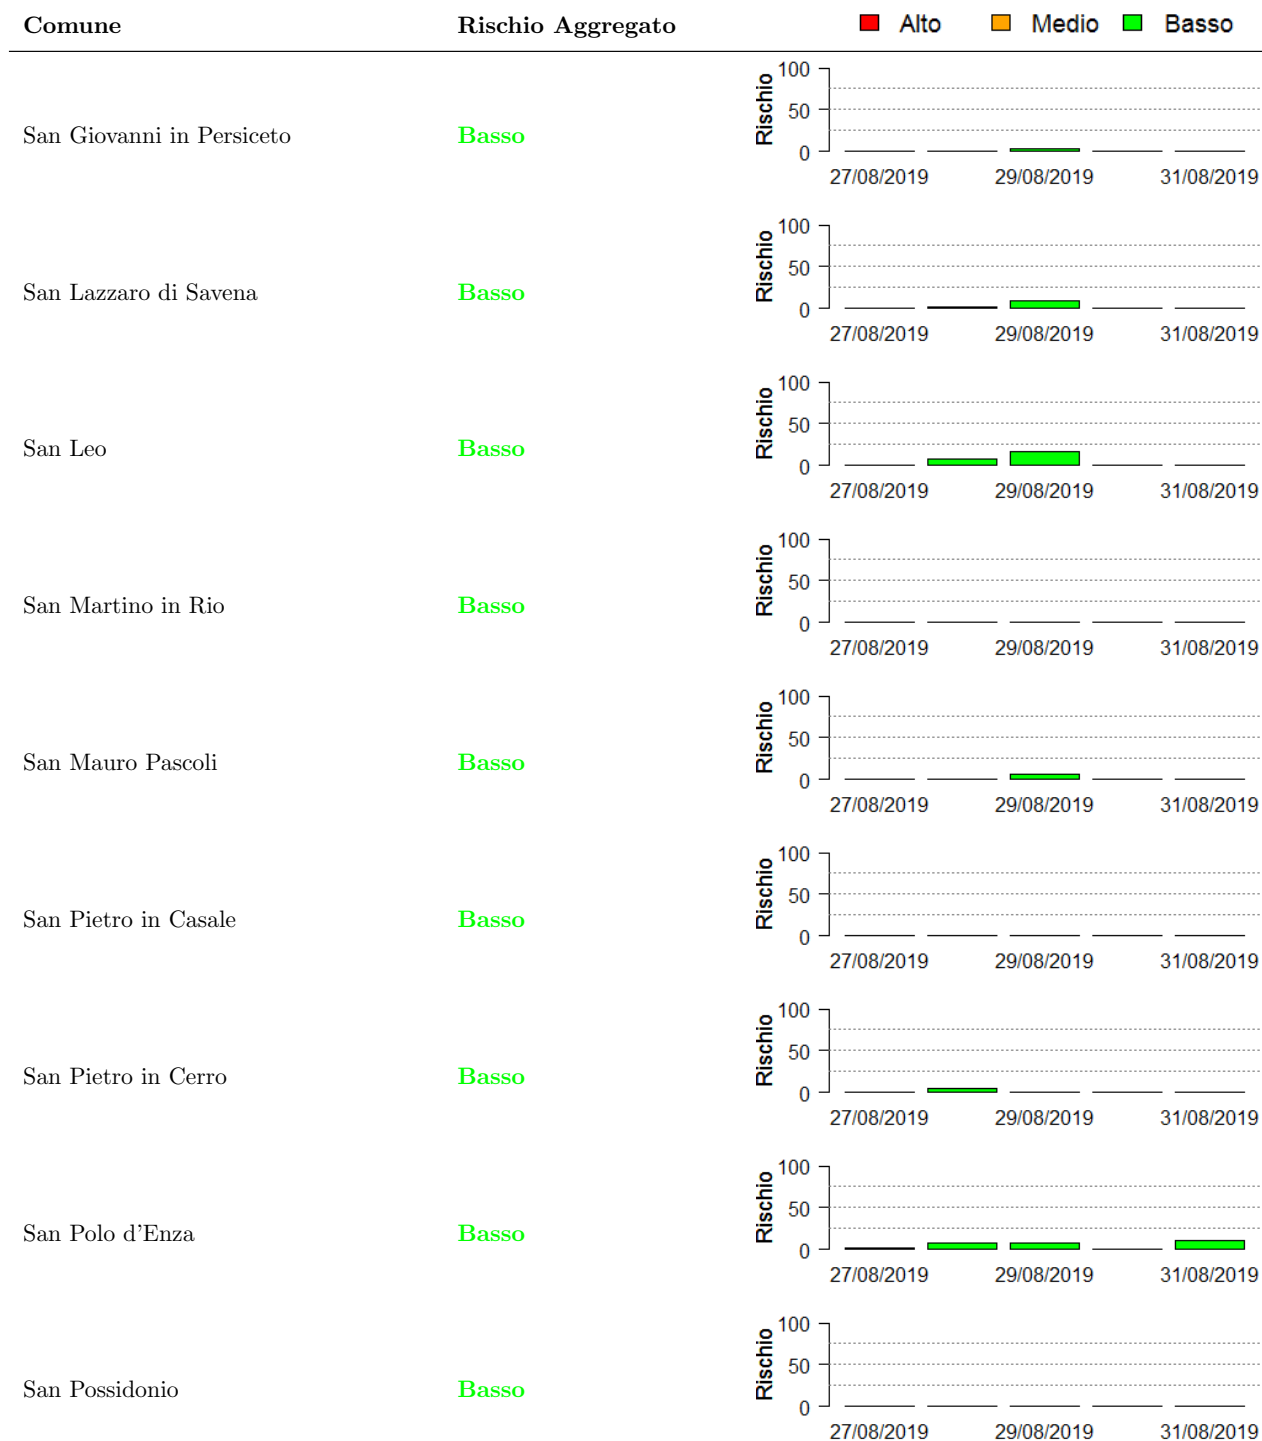 Comune Rischio Aggregato Alto Medio Basso
San Giovanni in Persiceto Basso
Rischio
100
50
0
27/08/2019 29/08/2019 31/08/2019
San Lazzaro di Savena Basso
Rischio
100
50
0
27/08/2019 29/08/2019 31/08/2019
San Leo Basso
Rischio
100
50
0
27/08/2019 29/08/2019 31/08/2019
San Martino in Rio Basso
Rischio
100
50
0
27/08/2019 29/08/2019 31/08/2019
San Mauro Pascoli Basso
Rischio
100
50
0
27/08/2019 29/08/2019 31/08/2019
San Pietro in Casale Basso
Rischio
100
50
0
27/08/2019 29/08/2019 31/08/2019
San Pietro in Cerro Basso
Rischio
100
50
0
27/08/2019 29/08/2019 31/08/2019
San Polo d'Enza Basso
Rischio
100
50
0
27/08/2019 29/08/2019 31/08/2019
San Possidonio Basso
Rischio
100
50
0
27/08/2019 29/08/2019 31/08/2019